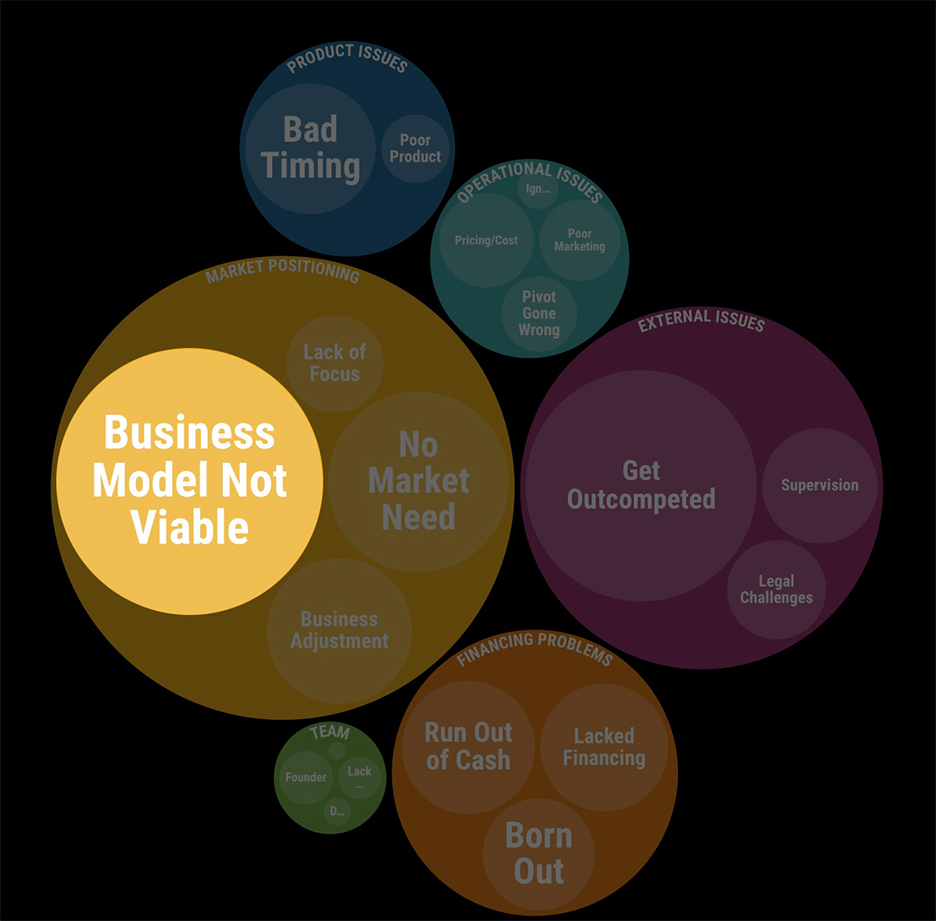 PRODUCT ISSUES
Bad
Timing
Poor
Product
OPERATIONAL ISSUES
Ign...
Pricing/Cost
Poor
Marketing
Pivot
Gone
Wrong
MARKET POSITIONING
Lack of
Focus
Business
Model Not
Viable
No
Market
Need
Business
Adjustment
EXTERNAL ISSUES
Get
Outcompeted
Supervision
Legal
Challenges
FINANCING PROBLEMS
Run Out
of Cash
Lacked
Financing
Born
Out
TEAM
Founder
Lack
...
D...